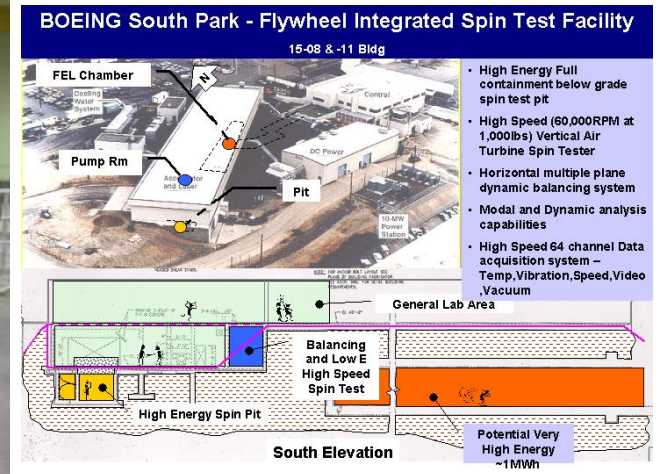 BOEING South Park - Flywheel Integrated Spin Test Facility
15-08 & -11 Bldg
FEL Chamber
N
Cooling
Water
System
Control
DC Power
Pump Rm
and Laser
Pit
10-MW
Power
Station
• High Energy Full
containment below grade
spin test pit
• High Speed (60,000RPM at
1,000lbs) Vertical Air
Turbine Spin Tester
• Horizontal multiple plane
dynamic balancing system
• Modal and Dynamic analysis
capabilities
• High Speed 64 channel Data
acquisition system –
Temp,Vibration,Speed,Video
,Vacuum
General Lab Area
Balancing
and Low E
High Speed
Spin Test
High Energy Spin Pit
South Elevation
Potential Very
High Energy
~1MWh